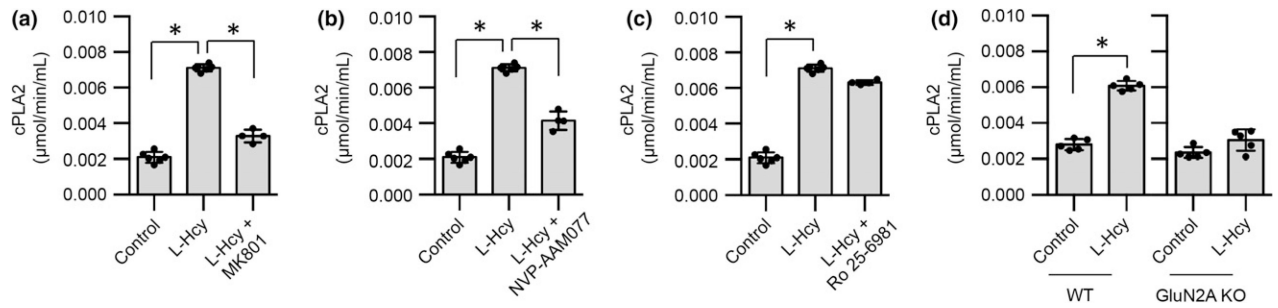 (a)
cPLA2
(µmol/min/mL)
0.010
0.008
0.006
0.004
0.002
0.000
*
*
Control
L-Hcy
L-Hcy +
MK801
(b)
cPLA2
(µmol/min/mL)
0.010
0.008
0.006
0.004
0.002
0.000
*
*
Control
L-Hcy
L-Hcy +
NVP-AAM077
(c)
cPLA2
(µmol/min/mL)
0.010
0.008
0.006
0.004
0.002
0.000
*
Control
L-Hcy
L-Hcy +
Ro 25-6981
(d)
cPLA2
(µmol/min/mL)
0.010
0.008
0.006
0.004
0.002
0.000
*
Control
L-Hcy
Control
L-Hcy
WT
GluN2A KO